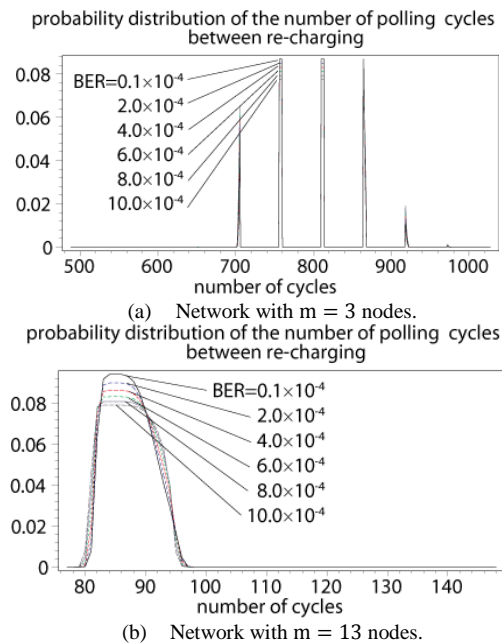 probability distribution of the number of polling cycles
between re-charging
0.08
0.06
0.04
0.02
0
BER=0.1×10⁻⁴
2.0×10⁻⁴
4.0×10⁻⁴
6.0×10⁻⁴
8.0×10⁻⁴
10.0×10⁻⁴
500 600 700 800 900 1000
number of cycles
(a) Network with m = 3 nodes.
probability distribution of the number of polling cycles
between re-charging
0.08
0.06
0.04
0.02
0
BER=0.1×10⁻⁴
2.0×10⁻⁴
4.0×10⁻⁴
6.0×10⁻⁴
8.0×10⁻⁴
10.0×10⁻⁴
80 90 100 110 120 130 140
number of cycles
(b) Network with m = 13 nodes.